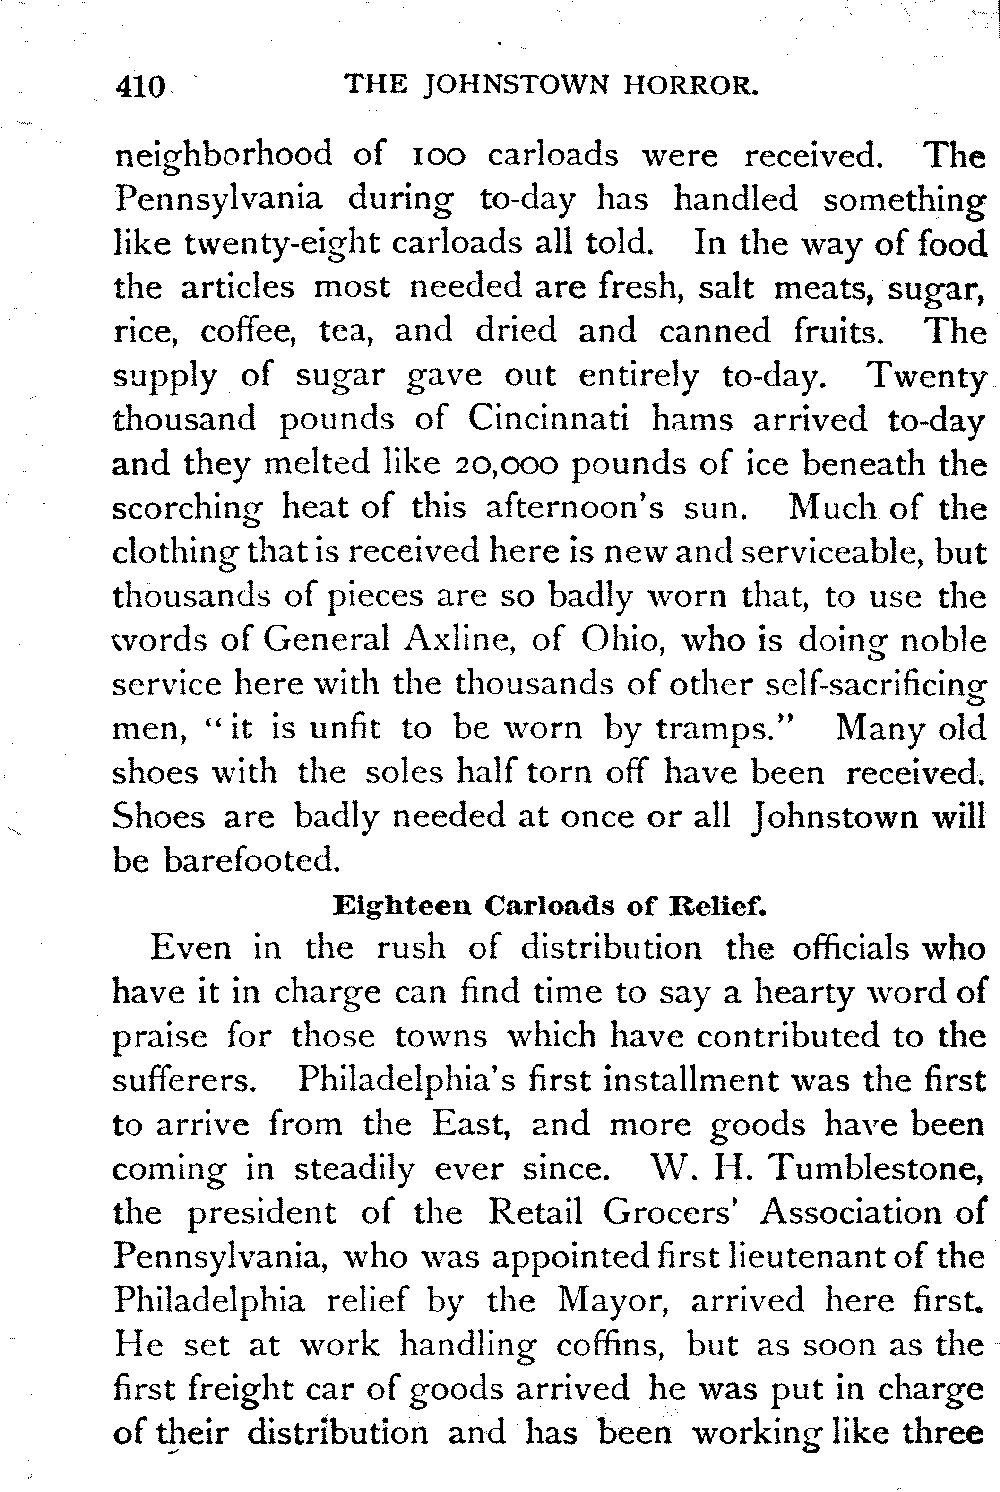 410 THE JOHNSTOWN HORROR.
neighborhood of 100 carloads were received. The
Pennsylvania during to-day has handled something
like twenty-eight carloads all told. In the way of food
the articles most needed are fresh, salt meats, sugar,
rice, coffee, tea, and dried and canned fruits. The
supply of sugar gave out entirely to-day. Twenty
thousand pounds of Cincinnati hams arrived to-day
and they melted like 20,000 pounds of ice beneath the
scorching heat of this afternoon's sun. Much of the
clothing that is received here is new and serviceable, but
thousands of pieces are so badly worn that, to use the
words of General Axline, of Ohio, who is doing noble
service here with the thousands of other self-sacrificing
men, "it is unfit to be worn by tramps." Many old
shoes with the soles half torn off have been received.
Shoes are badly needed at once or all Johnstown will
be barefooted.
Eighteen Carloads of Relief.
Even in the rush of distribution the officials who
have it in charge can find time to say a hearty word of
praise for those towns which have contributed to the
sufferers. Philadelphia's first installment was the first
to arrive from the East, and more goods have been
coming in steadily ever since. W. H. Tumblestone,
the president of the Retail Grocers' Association of
Pennsylvania, who was appointed first lieutenant of the
Philadelphia relief by the Mayor, arrived here first.
He set at work handling coffins, but as soon as the
first freight car of goods arrived he was put in charge
of their distribution and has been working like three